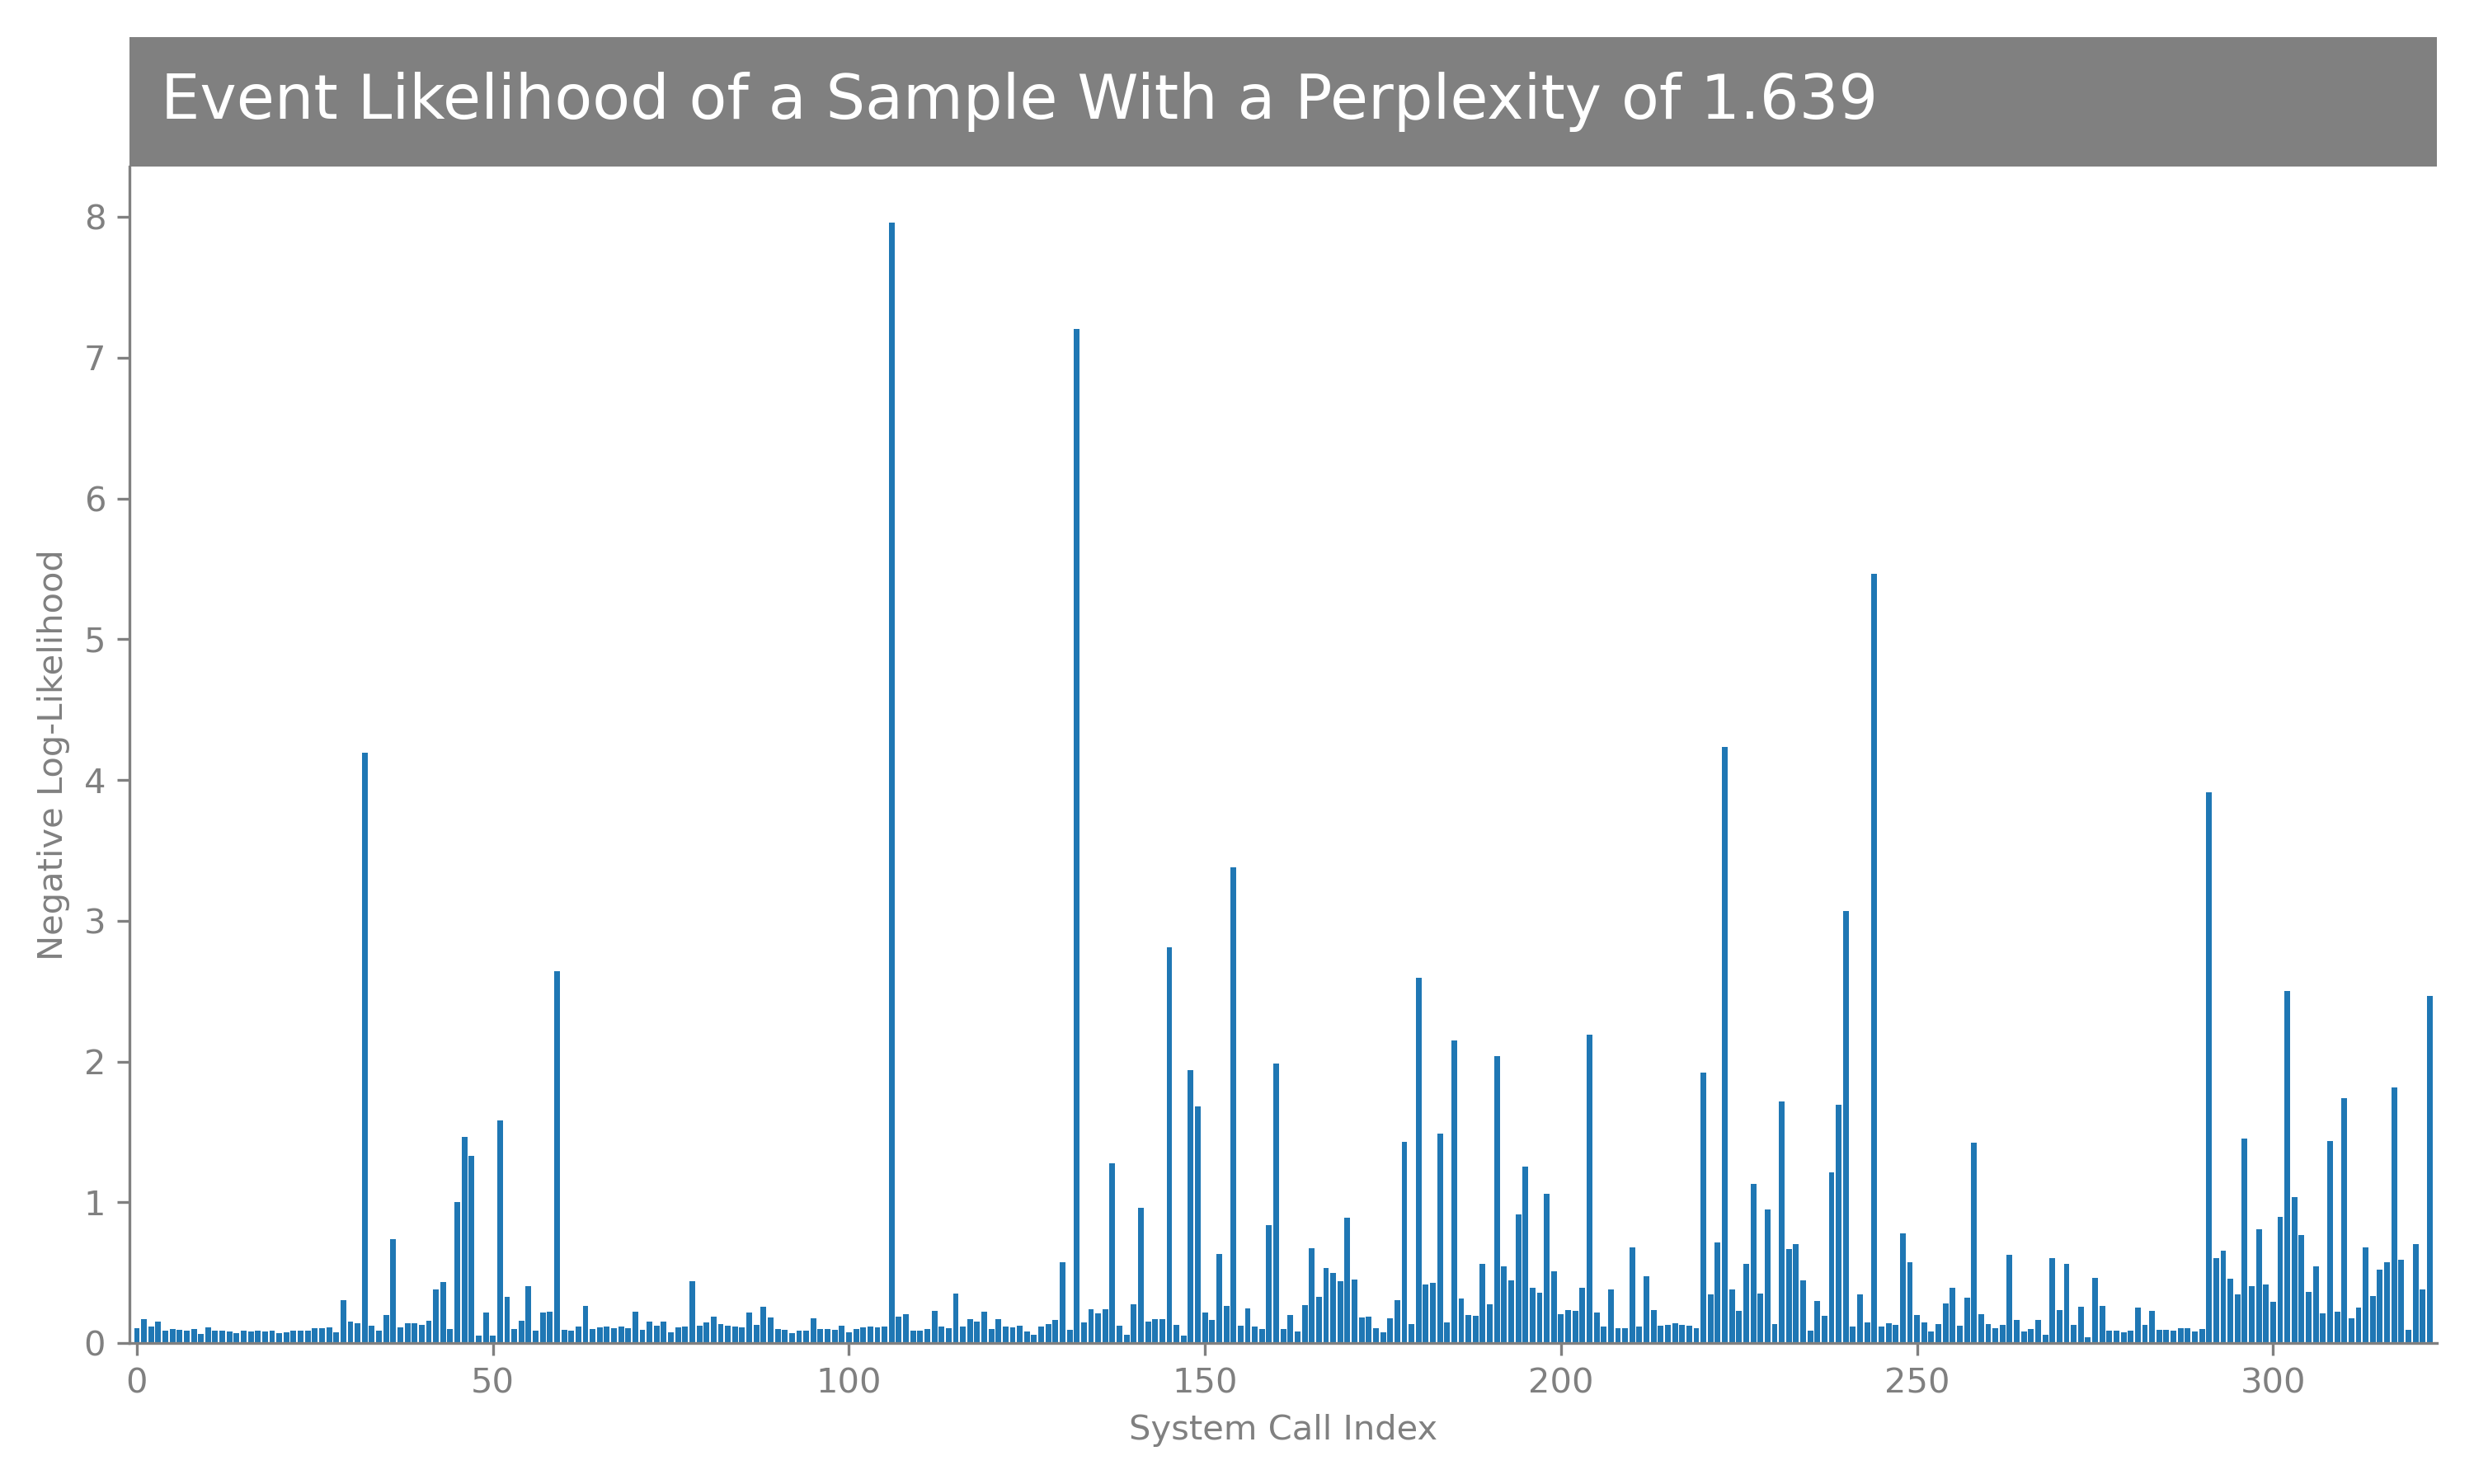 Event Likelihood of a Sample With a Perplexity of 1.639
8
7
6
5
4
3
2
1
0
Negative Log-Likelihood
0 50 100 150 200 250 300
System Call Index